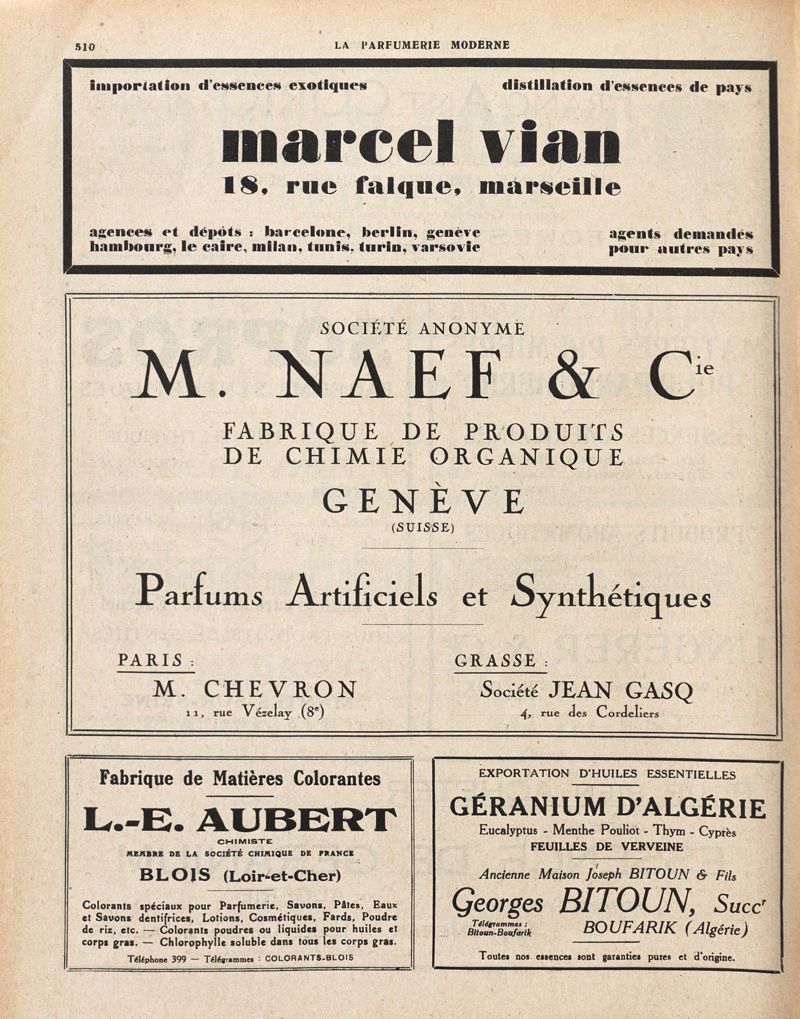 510
LA PARFUMERIE MODERNE
importation d'essences exotiques
distillation d'essences de pays
marcel vian
18, rue falque, marseille
agences et dépôts : barcelone, berlin, genève
hambourg, le caire, milan, tunis, turin, varsovie
agents demandés
pour autres pays
SOCIÉTÉ ANONYME
M. NAEF & Cie
FABRIQUE DE PRODUITS
DE CHIMIE ORGANIQUE
GENÈVE
(SUISSE)
Parfums Artificiels et Synthétiques
PARIS :
M. CHEVRON
11, rue Vézelay (8e)
GRASSE :
Société JEAN GASQ
4, rue des Cordeliers
Fabrique de Matières Colorantes
L.-E. AUBERT
CHIMISTE
MEMBRE DE LA SOCIÉTÉ CHIMIQUE DE FRANCE
BLOIS (Loir-et-Cher)
Colorants spéciaux pour Parfumerie, Savons, Pâtes, Eaux
et Savons dentifrices, Lotions, Cosmétiques, Fards, Poudre
de riz, etc. — Colorants poudres ou liquides pour huiles et
corps gras. — Chlorophylle soluble dans tous les corps gras.
Téléphone 399 — Télégrammes : COLORANTS-BLOIS
EXPORTATION D'HUILES ESSENTIELLES
GÉRANIUM D'ALGÉRIE
Eucalyptus - Menthe Pouliot - Thym - Cyprès
FEUILLES DE VERVEINE
Ancienne Maison Joseph BITOUN & Fils
Georges BITOUN, Succr
Télégrammes :
Bitoun-Boufarik
BOUFARIK (Algérie)
Toutes nos essences sont garanties pures et d'origine.